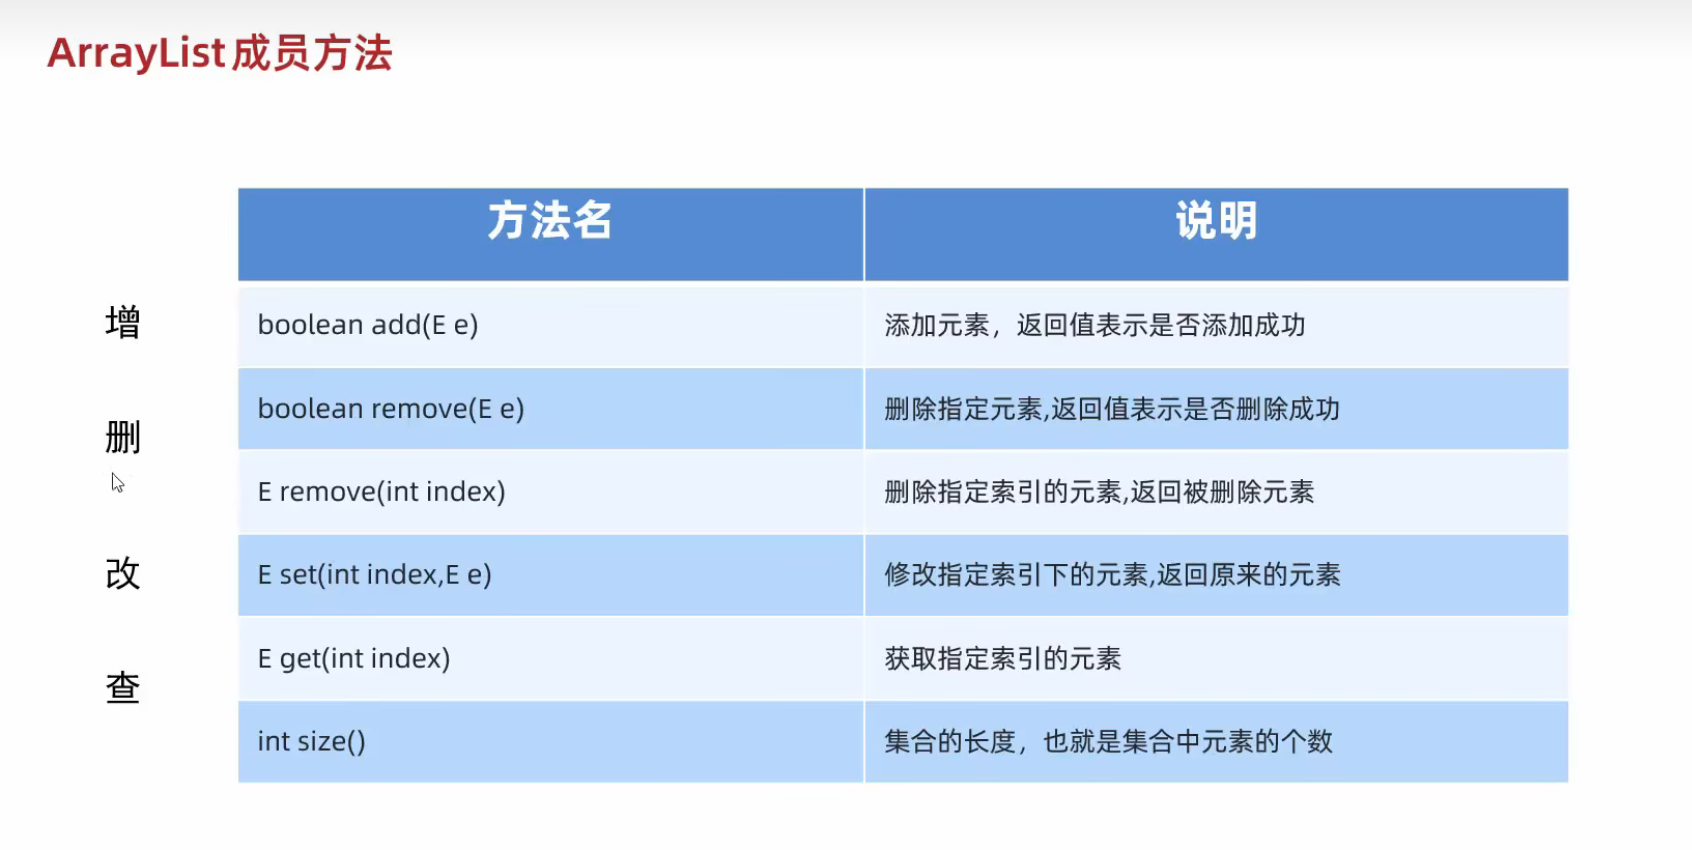 ArrayList成员方法
方法名 说明
增 boolean add(E e) 添加元素，返回值表示是否添加成功
boolean remove(E e) 删除指定元素,返回值表示是否删除成功
删
E remove(int index) 删除指定索引的元素,返回被删除元素
改 E set(int index,E e) 修改指定索引下的元素,返回原来的元素
E get(int index) 获取指定索引的元素
查
int size() 集合的长度，也就是集合中元素的个数